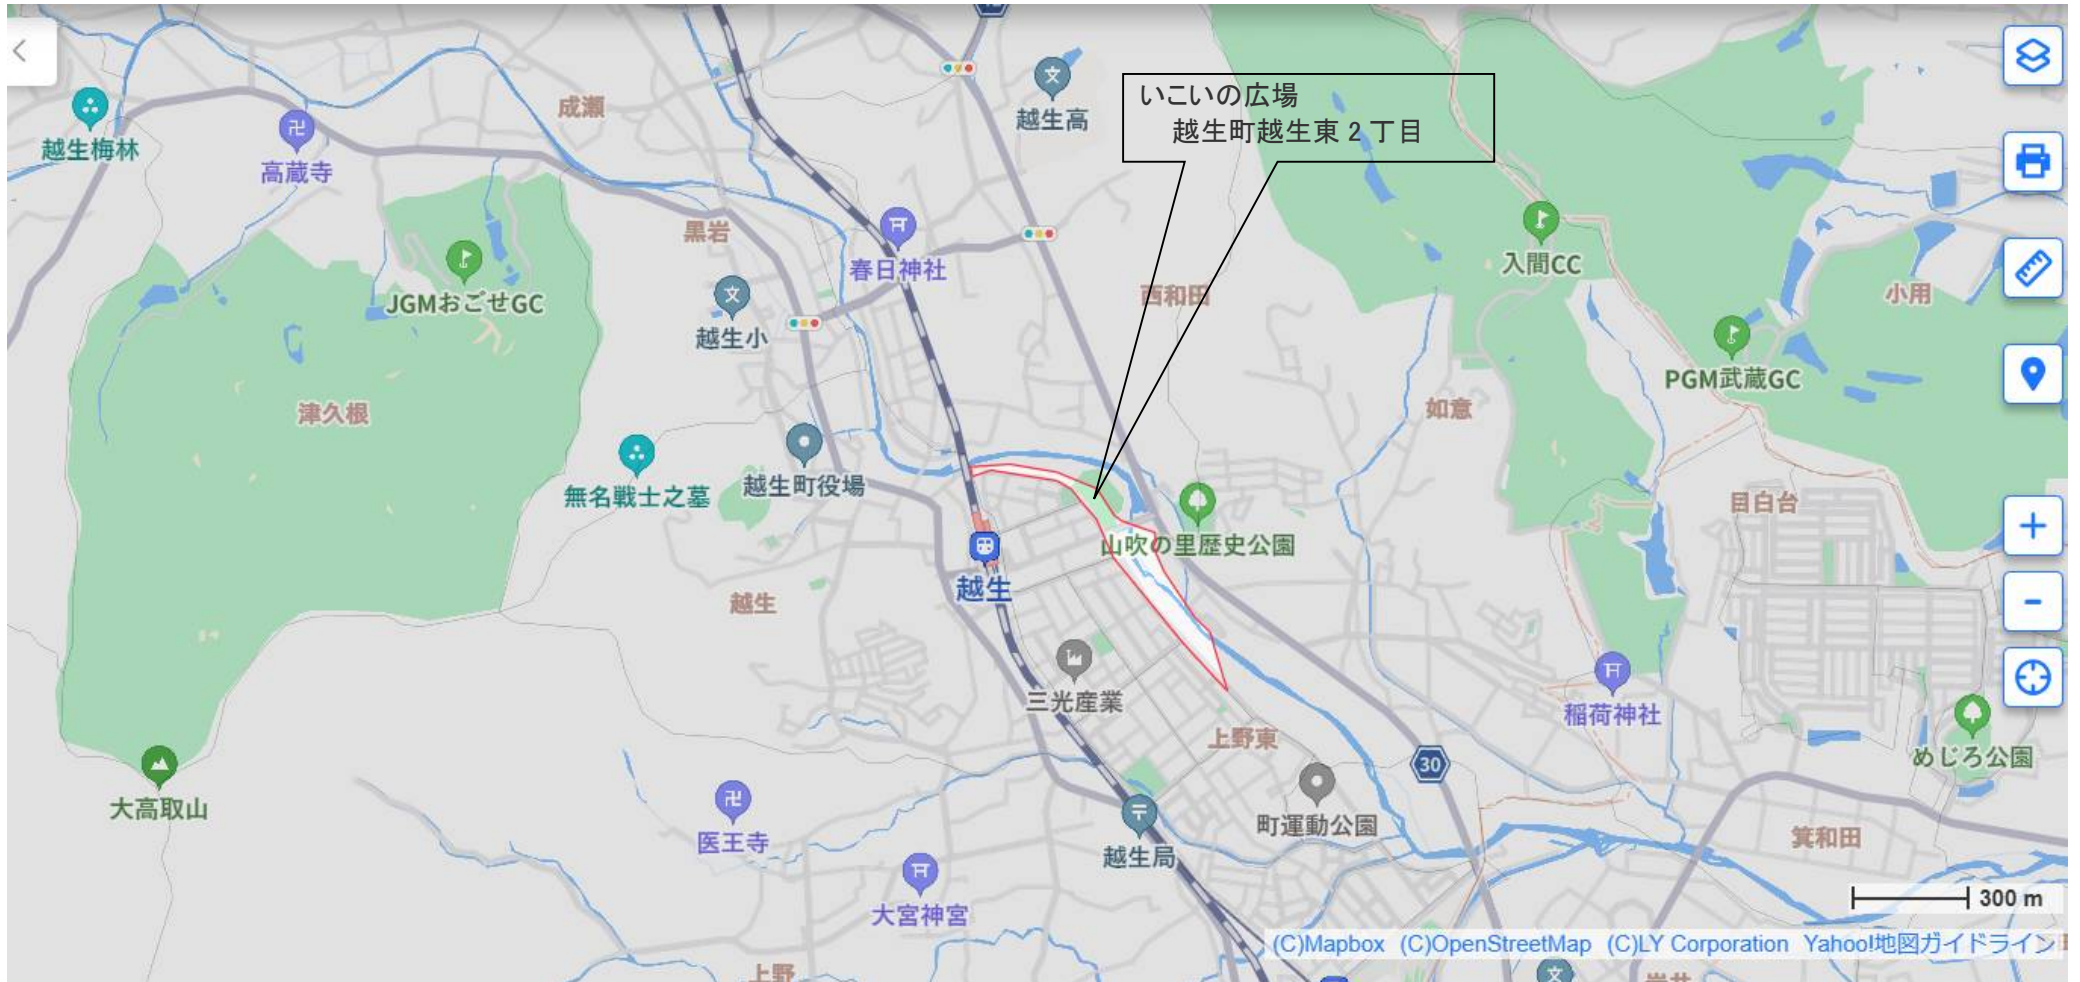 いこいの広場
越生町越生東２丁目
成瀬
越生高
越生梅林
高蔵寺
黒岩
春日神社
入間CC
西和田
小用
JGMおごせGC
越生小
PGM武蔵GC
津久根
如意
無名戦士之墓
越生町役場
目白台
山吹の里歴史公園
越生
越生
三光産業
稲荷神社
上野東
めじろ公園
30
大高取山
町運動公園
医王寺
箕和田
越生局
300 m
大宮神宮
(C)Mapbox (C)OpenStreetMap (C)LY Corporation Yahoo!地図ガイドライン
上野